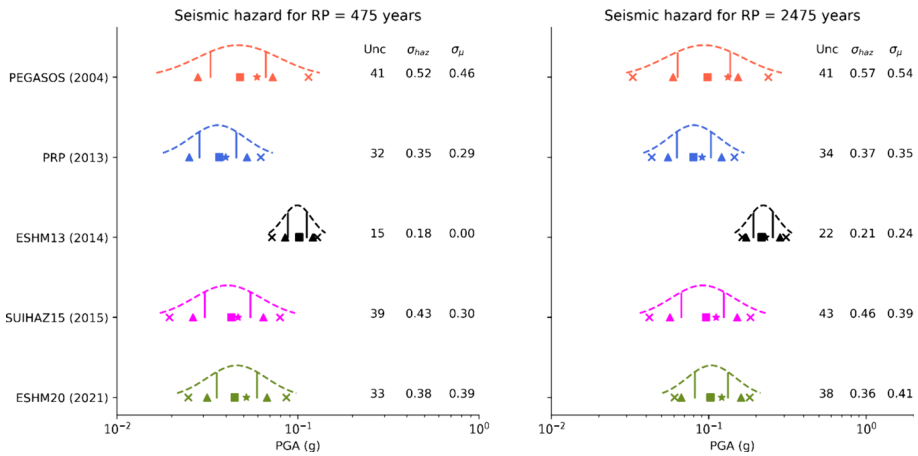 Seismic hazard for RP = 475 years
Unc σhaz σμ
PEGASOS (2004) 41 0.52 0.46
PRP (2013) 32 0.35 0.29
ESHM13 (2014) 15 0.18 0.00
SUIHAZ15 (2015) 39 0.43 0.30
ESHM20 (2021) 33 0.38 0.39
10⁻² 10⁻¹ 10⁰
PGA (g)
Seismic hazard for RP = 2475 years
Unc σhaz σμ
41 0.57 0.54
34 0.37 0.35
22 0.21 0.24
43 0.46 0.39
38 0.36 0.41
10⁻² 10⁻¹ 10⁰
PGA (g)